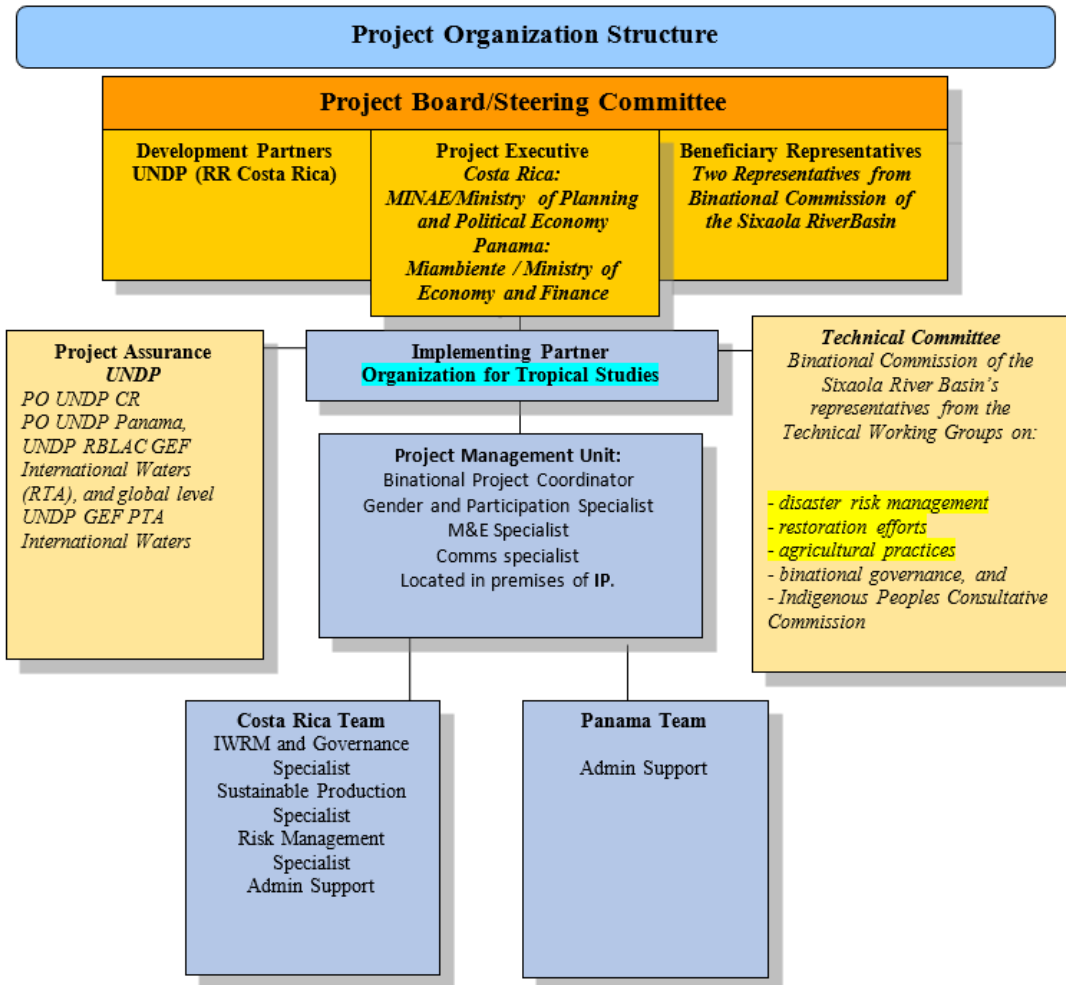 Project Organization Structure
Project Board/Steering Committee
Development Partners
UNDP (RR Costa Rica)
Project Executive
Costa Rica:
MINAE/Ministry of Planning
and Political Economy
Panama:
Miambiente / Ministry of
Economy and Finance
Beneficiary Representatives
Two Representatives from
Binational Commission of
the Sixaola RiverBasin
Project Assurance
UNDP
PO UNDP CR
PO UNDP Panama,
UNDP RBLAC GEF
International Waters
(RTA), and global level
UNDP GEF PTA
International Waters
Implementing Partner
Organization for Tropical Studies
Technical Committee
Binational Commission of the
Sixaola River Basin's
representatives from the
Technical Working Groups on:
- disaster risk management
- restoration efforts
- agricultural practices
- binational governance, and
- Indigenous Peoples Consultative
Commission
Project Management Unit:
Binational Project Coordinator
Gender and Participation Specialist
M&E Specialist
Comms specialist
Located in premises of IP.
Costa Rica Team
IWRM and Governance
Specialist
Sustainable Production
Specialist
Risk Management
Specialist
Admin Support
Panama Team
Admin Support